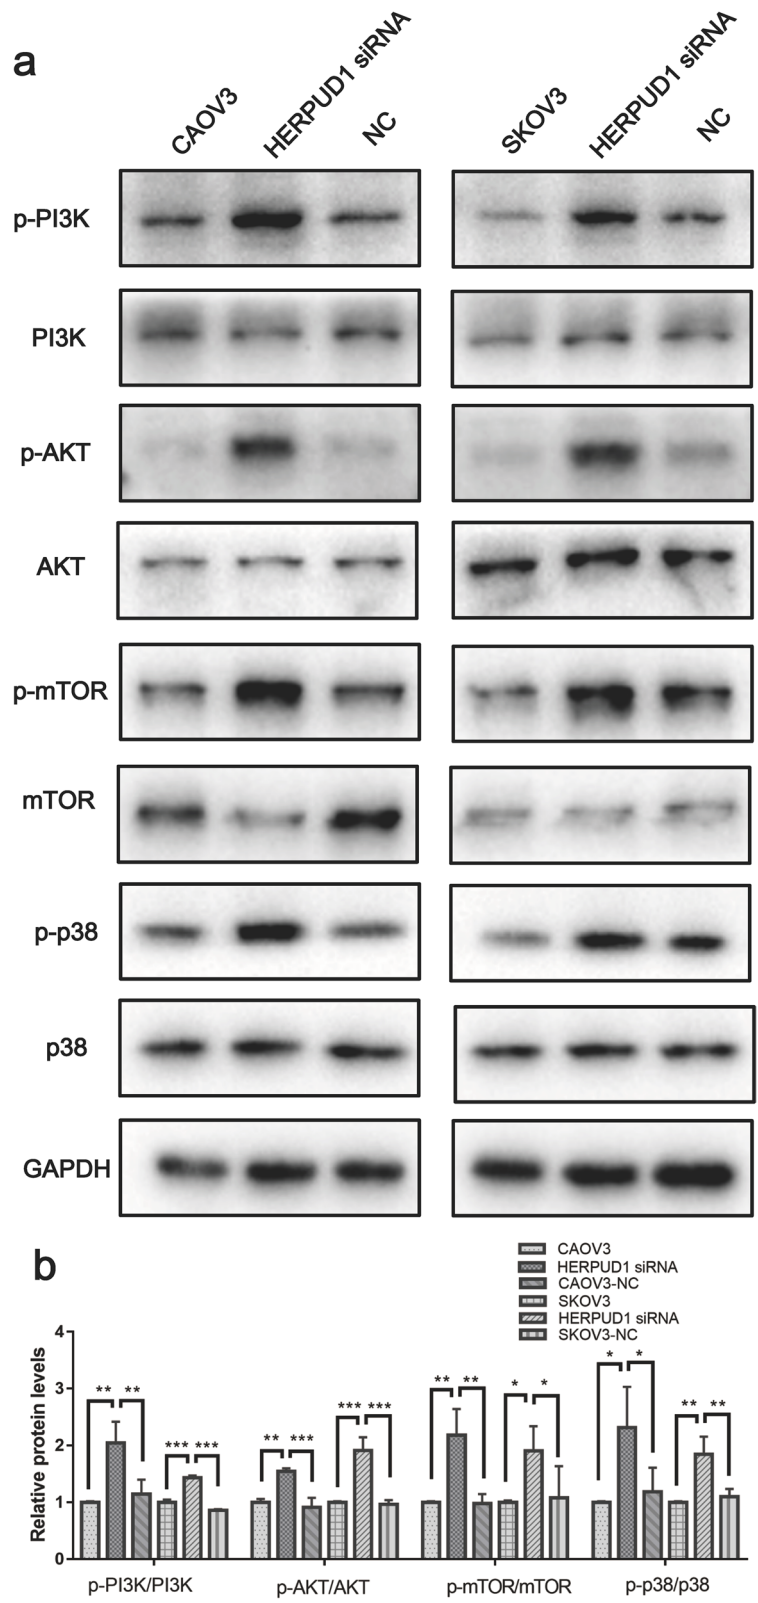 a
CAOV3 HERPUD1 siRNA NC SKOV3 HERPUD1 siRNA NC
p-PI3K
PI3K
p-AKT
AKT
p-mTOR
mTOR
p-p38
p38
GAPDH
b
CAOV3
HERPUD1 siRNA
CAOV3-NC
SKOV3
HERPUD1 siRNA
SKOV3-NC
Relative protein levels
4
3
2
1
0
** ** *** *** ** *** *** *** ** ** * * * * ** **
p-PI3K/PI3K p-AKT/AKT p-mTOR/mTOR p-p38/p38